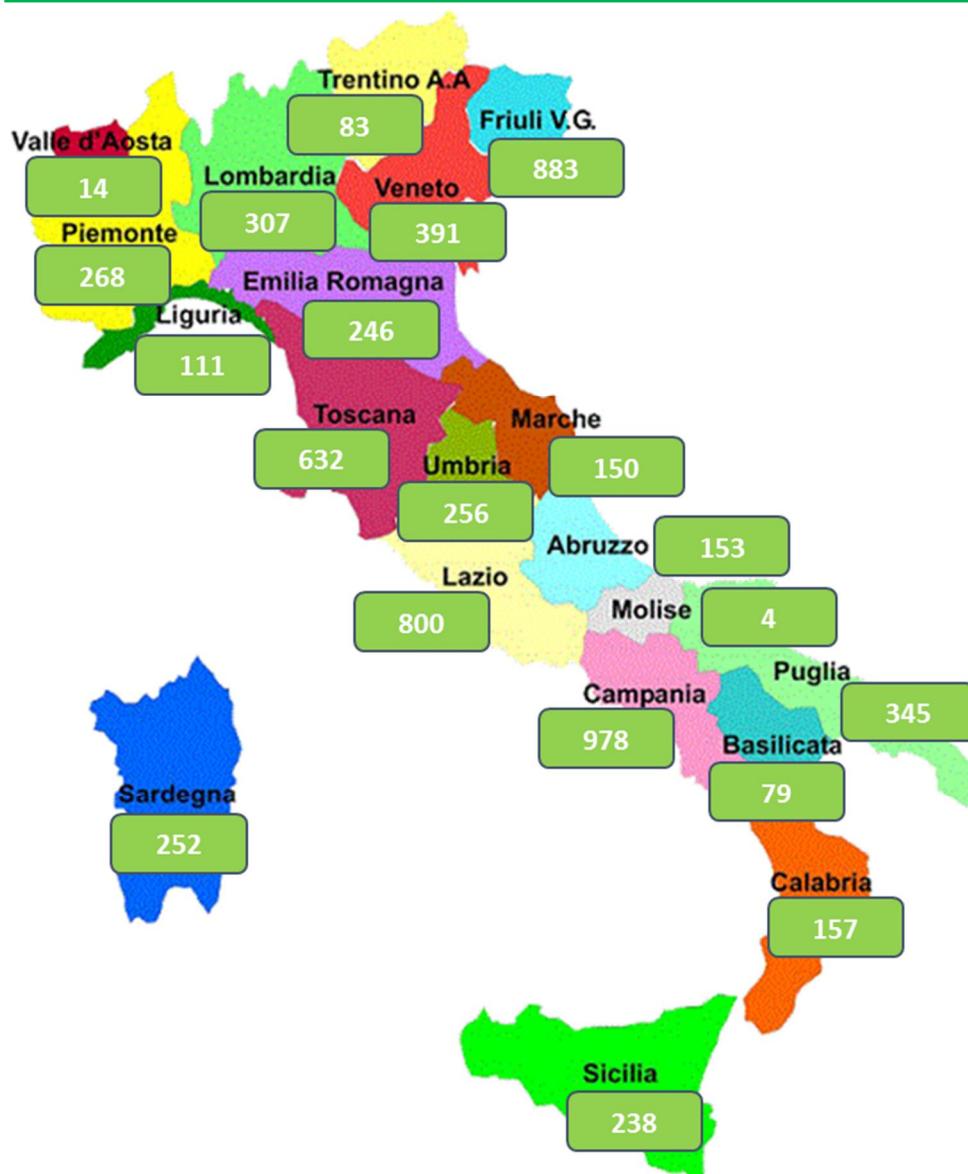 Trentino A.A
83
Friuli V.G.
883
Valle d'Aosta
14
Lombardia
307
Veneto
391
Piemonte
268
Emilia Romagna
246
Liguria
111
Toscana
632
Marche
150
Umbria
256
Abruzzo
153
Lazio
800
Molise
4
Puglia
345
Campania
978
Basilicata
79
Sardegna
252
Calabria
157
Sicilia
238